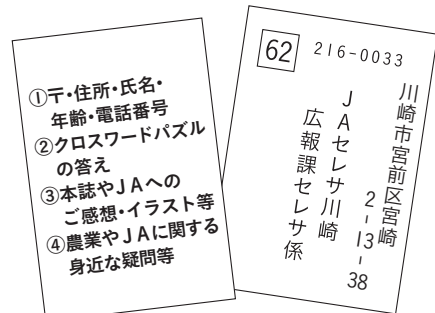 ①〒・住所・氏名・
年齢・電話番号
②クロスワードパズル
の答え
③本誌やJAへの
ご感想・イラスト等
④農業やJAに関する
身近な疑問等
62
216-0033
川崎市宮前区宮崎
2-13-38
JAセレサ川崎
広報課セレサ係